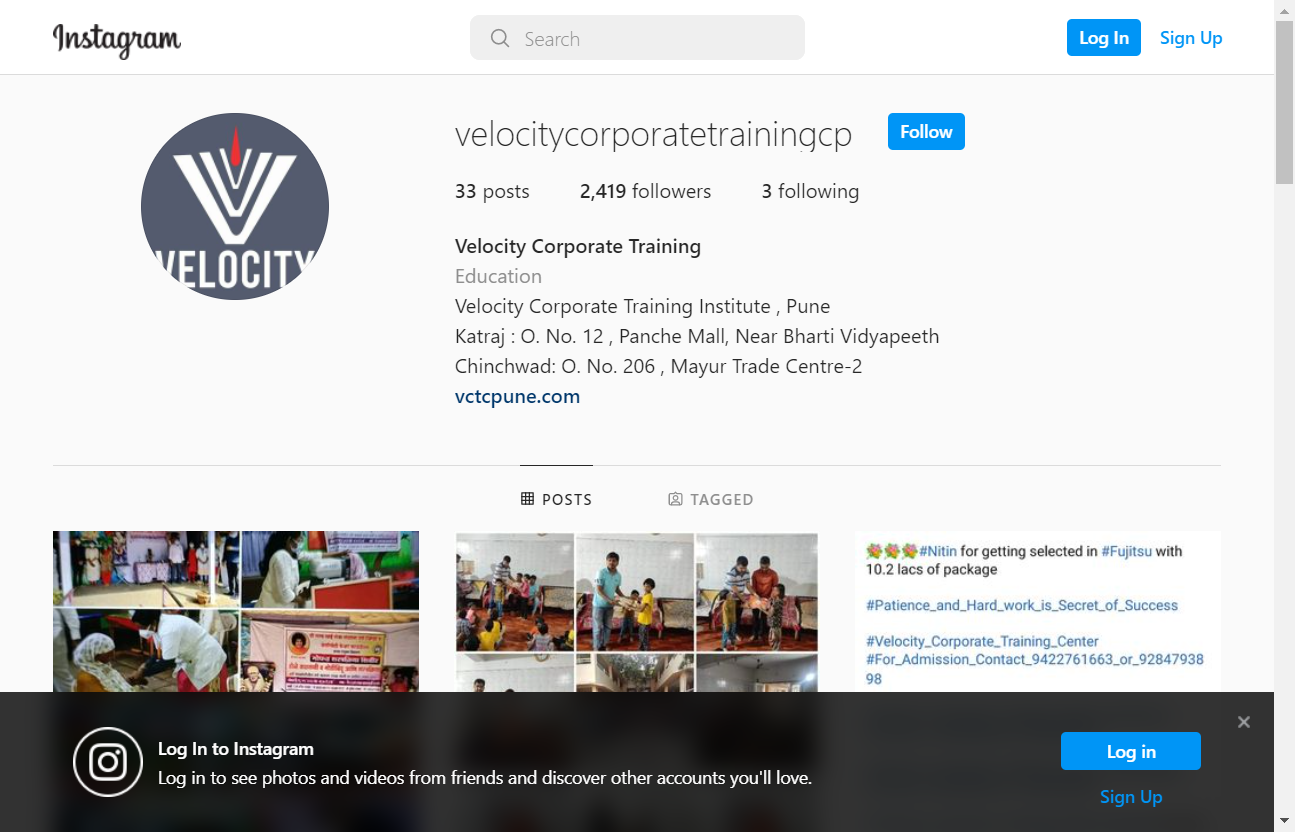 Instagram
Search
Log In
Sign Up
VELOCITY
velocitycorporatetrainingcp
Follow
33 posts
2,419 followers
3 following
Velocity Corporate Training
Education
Velocity Corporate Training Institute , Pune
Katraj : O. No. 12 , Panche Mall, Near Bharti Vidyapeeth
Chinchwad: O. No. 206 , Mayur Trade Centre-2
vctcpune.com
POSTS
TAGGED
#Nitin for getting selected in #Fujitsu with
10.2 lacs of package
#Patience_and_Hard_work_is_Secret_of_Success
#Velocity_Corporate_Training_Center
#For_Admission_Contact_9422761663_or_92847938
98
Log In to Instagram
Log in to see photos and videos from friends and discover other accounts you'll love.
Log in
Sign Up